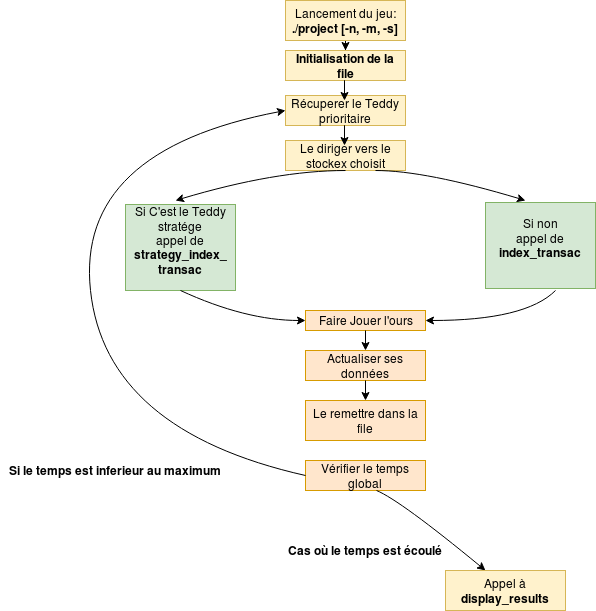 Lancement du jeu:
./project [-n, -m, -s]
Initialisation de la
file
Récuperer le Teddy
prioritaire
Le diriger vers le
stockex choisit
Si C'est le Teddy
stratége
appel de
strategy_index_
transac
Si non
appel de
index_transac
Faire Jouer l'ours
Actualiser ses
données
Le remettre dans la
file
Vérifier le temps
global
Si le temps est inferieur au maximum
Cas où le temps est écoulé
Appel à
display_results